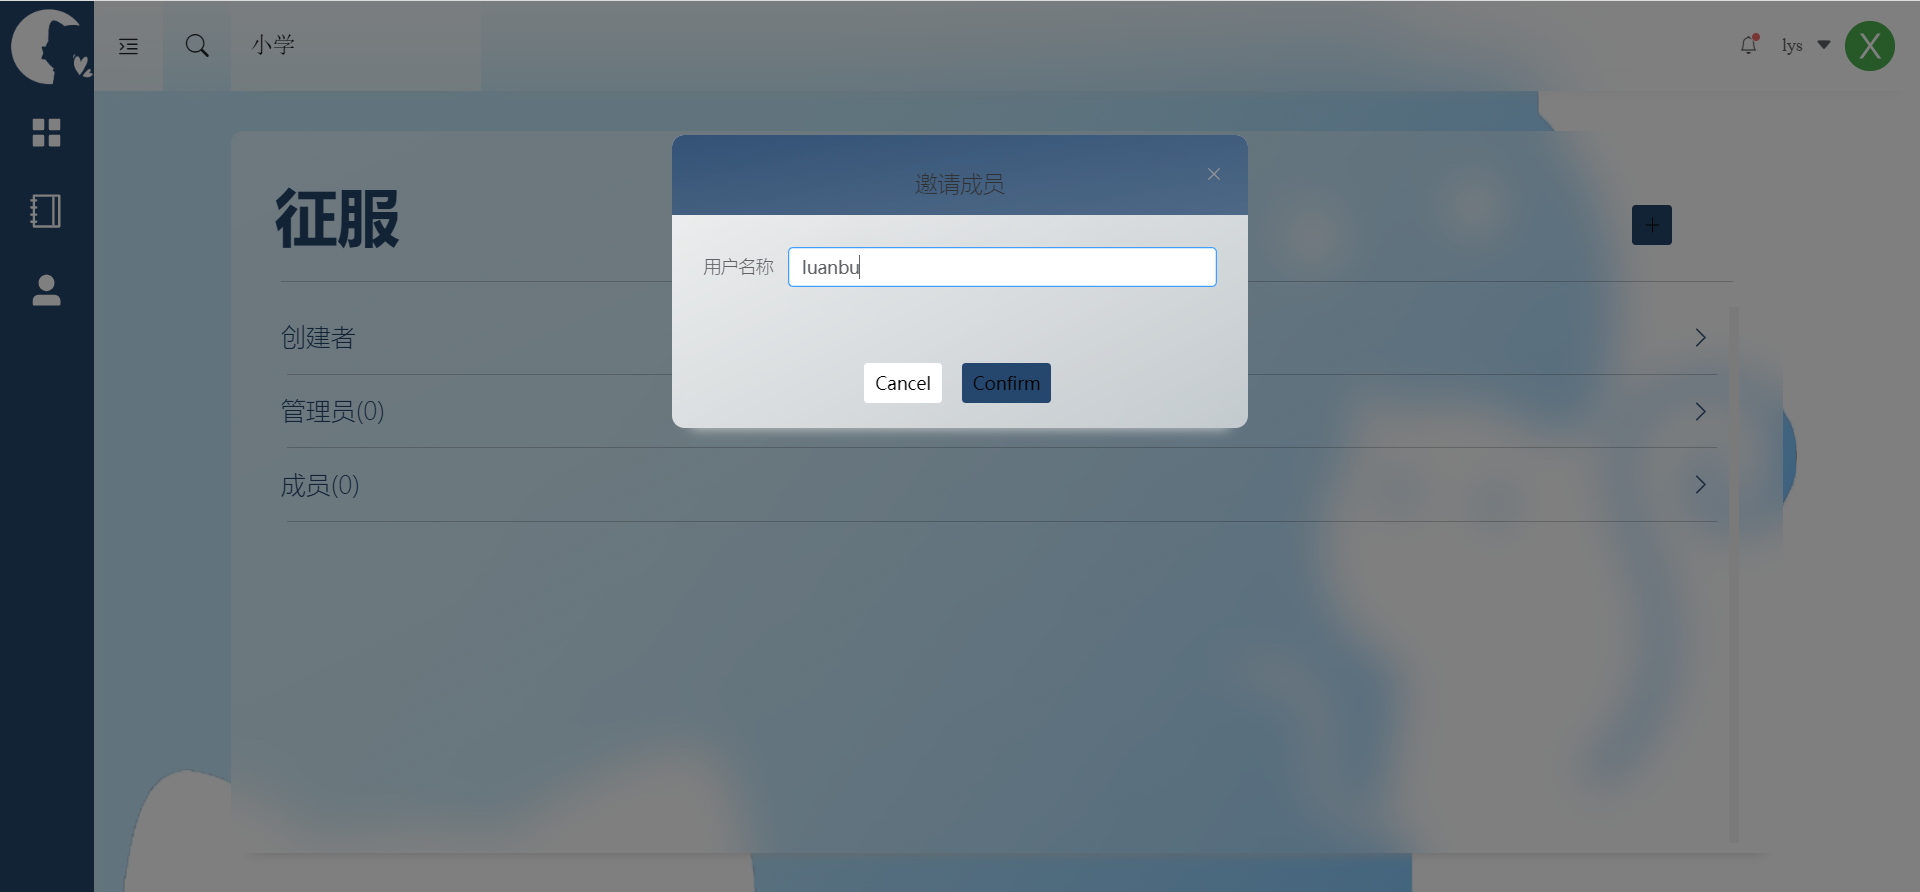 小学
lys
X
征服
邀请成员
用户名称
luanbu
Cancel
Confirm
创建者
管理员(0)
成员(0)